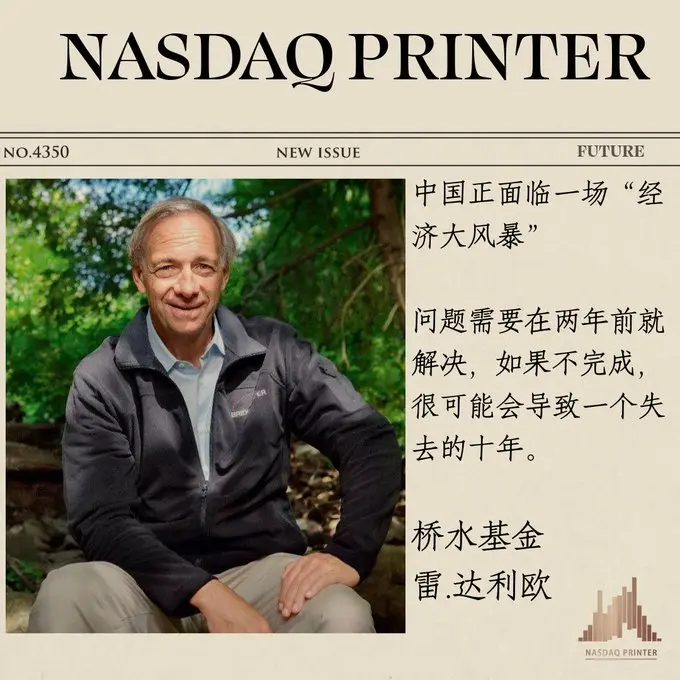 NASDAQ PRINTER
NO.4350
NEW ISSUE
FUTURE
中国正面临一场“经
济大风暴”
问题需要在两年前就
解决，如果不完成，
很可能会导致一个失
去的十年。
桥水基金
雷.达利欧
NASDAQ PRINTER